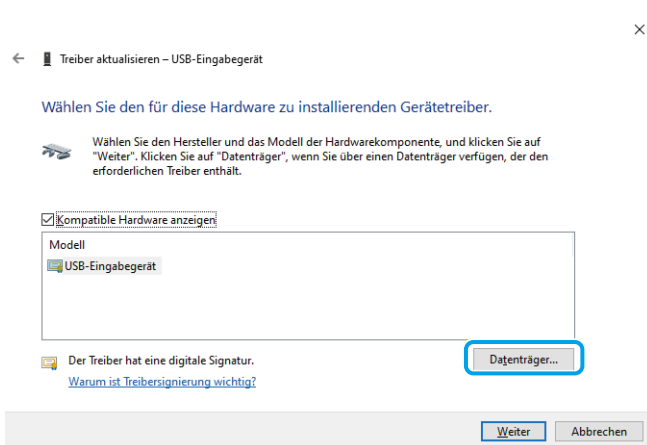 Treiber aktualisieren – USB-Eingabegerät
Wählen Sie den für diese Hardware zu installierenden Gerätetreiber.
Wählen Sie den Hersteller und das Modell der Hardwarekomponente, und klicken Sie auf
"Weiter". Klicken Sie auf "Datenträger", wenn Sie über einen Datenträger verfügen, der den
erforderlichen Treiber enthält.
Kompatible Hardware anzeigen
Modell
USB-Eingabegerät
Der Treiber hat eine digitale Signatur.
Datenträger...
Warum ist Treibersignierung wichtig?
Weiter
Abbrechen